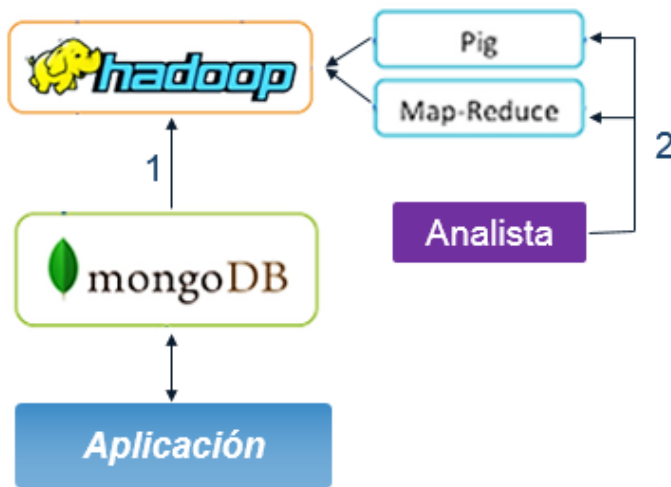 hadoop
Pig
Map-Reduce
1
2
mongoDB
Analista
Aplicación